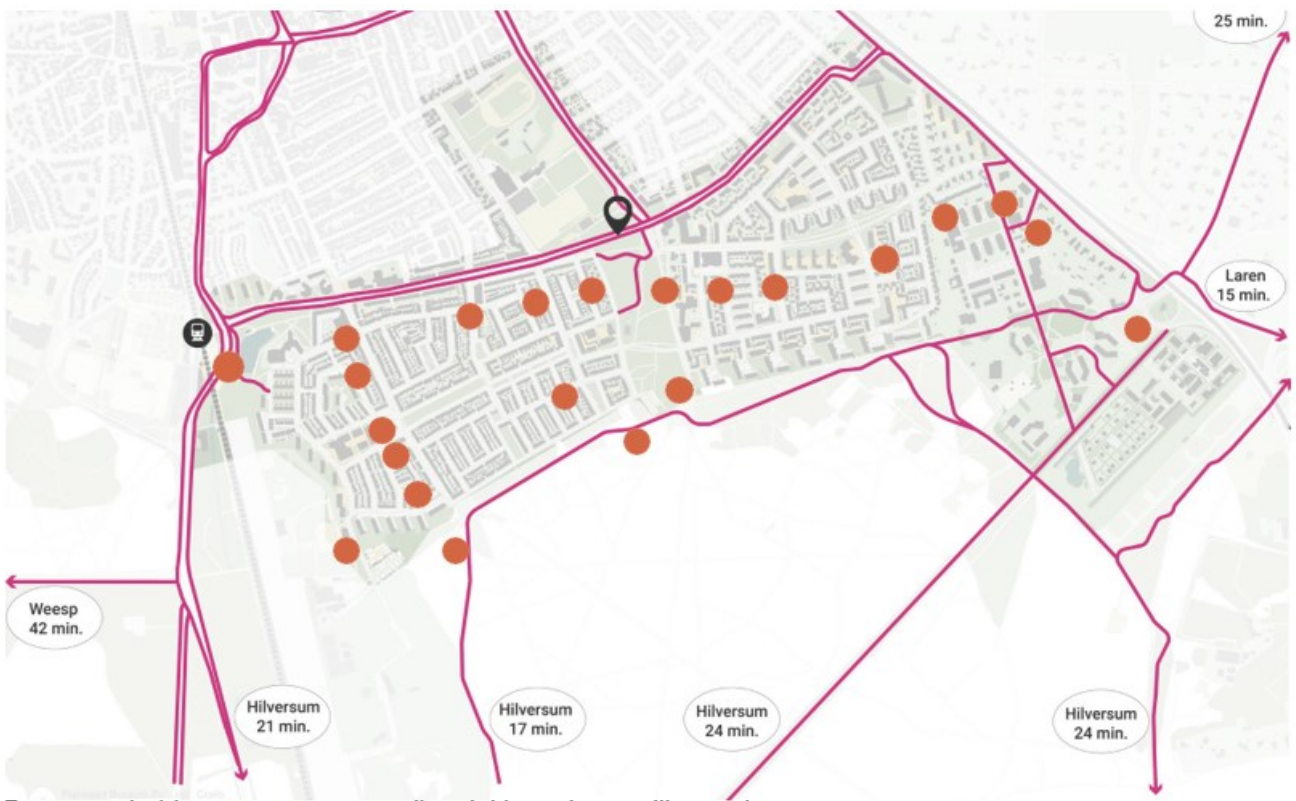 25 min.
Laren
15 min.
Weesp
42 min.
Hilversum
21 min.
Hilversum
17 min.
Hilversum
24 min.
Hilversum
24 min.